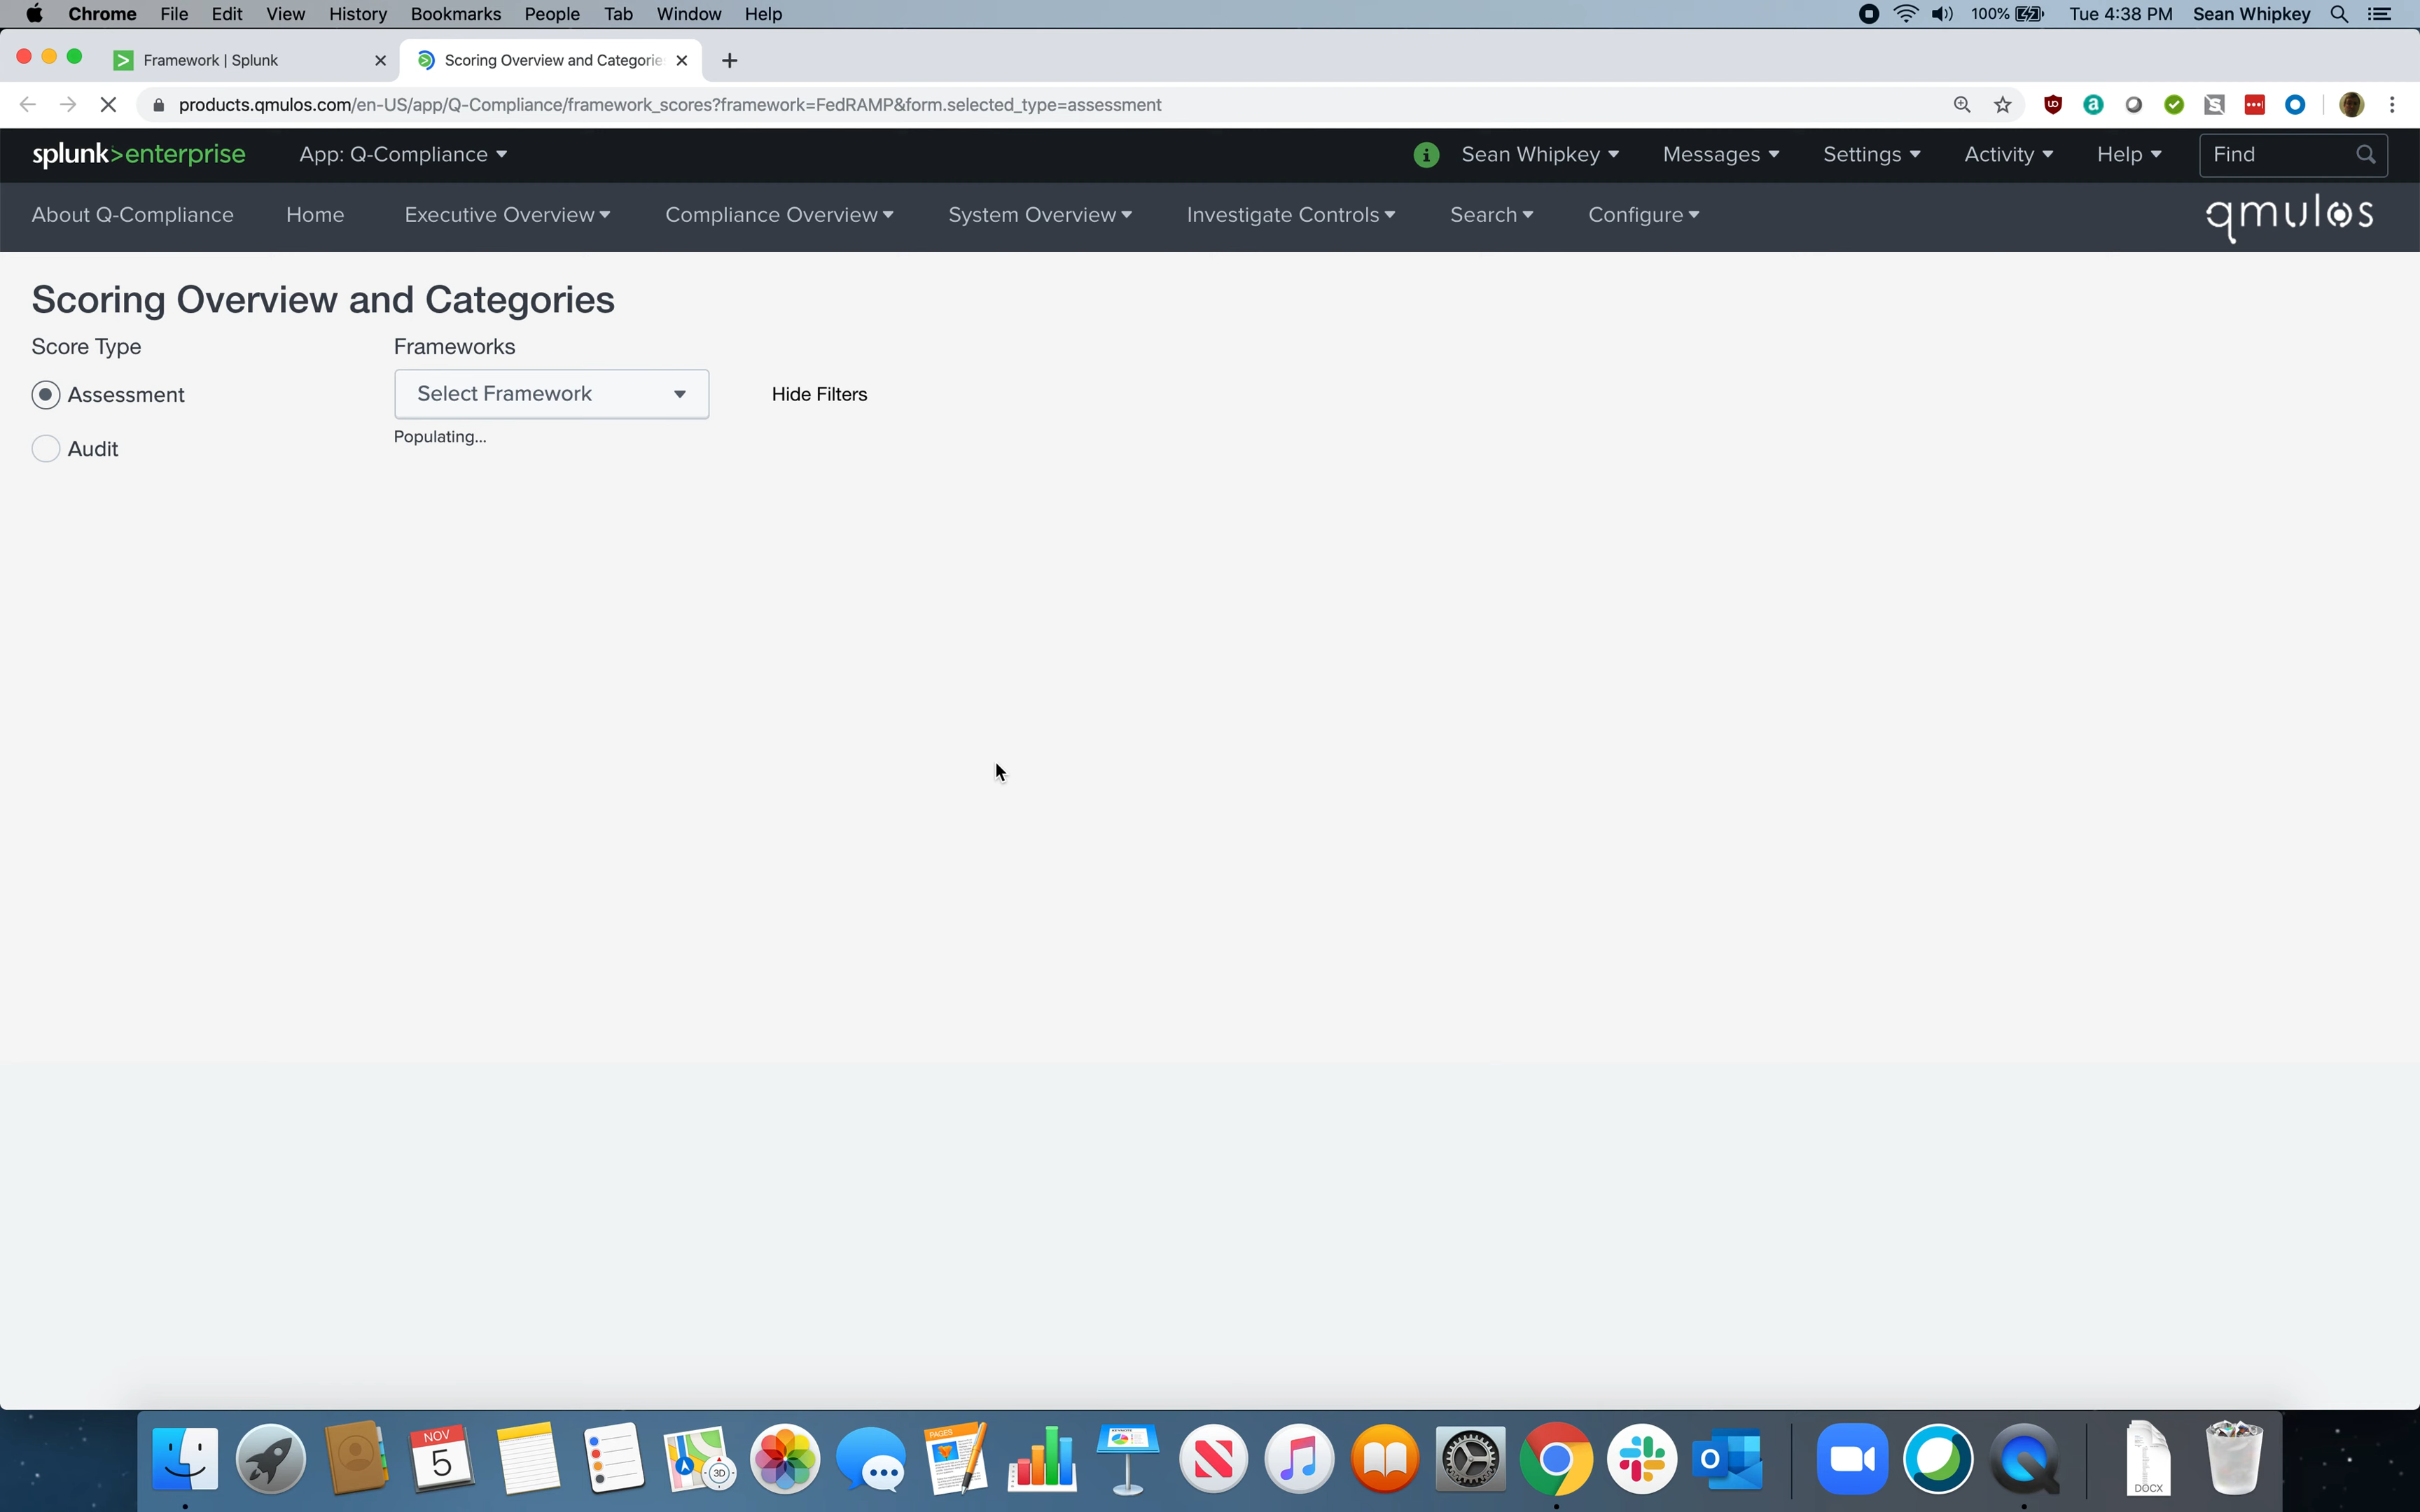 Chrome File Edit View History Bookmarks People Tab Window Help 100% Tue 4:38 PM Sean Whipkey
Framework | Splunk Scoring Overview and Categorie
products.qmulos.com/en-US/app/Q-Compliance/framework_scores?framework=FedRAMP&form.selected_type=assessment
splunk>enterprise App: Q-Compliance i Sean Whipkey Messages Settings Activity Help Find
About Q-Compliance Home Executive Overview Compliance Overview System Overview Investigate Controls Search Configure qmulos
Scoring Overview and Categories
Score Type Frameworks
Assessment Select Framework Hide Filters
Populating...
Audit
NOV
5
3D
PAGES
KEYNOTE
DOCX